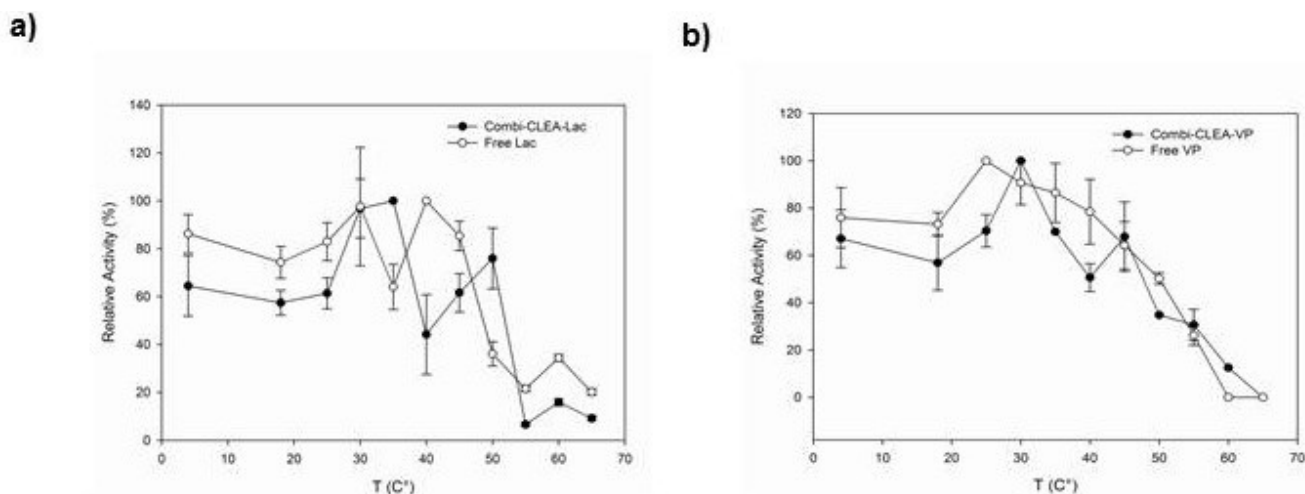 a)
140
120
100
80
60
40
20
0
Relative Activity (%)
Combi-CLEA-Lac
Free Lac
0 10 20 30 40 50 60 70
T (C°)
b)
120
100
80
60
40
20
0
Relative Activity (%)
Combi-CLEA-VP
Free VP
0 10 20 30 40 50 60 70
T (C°)